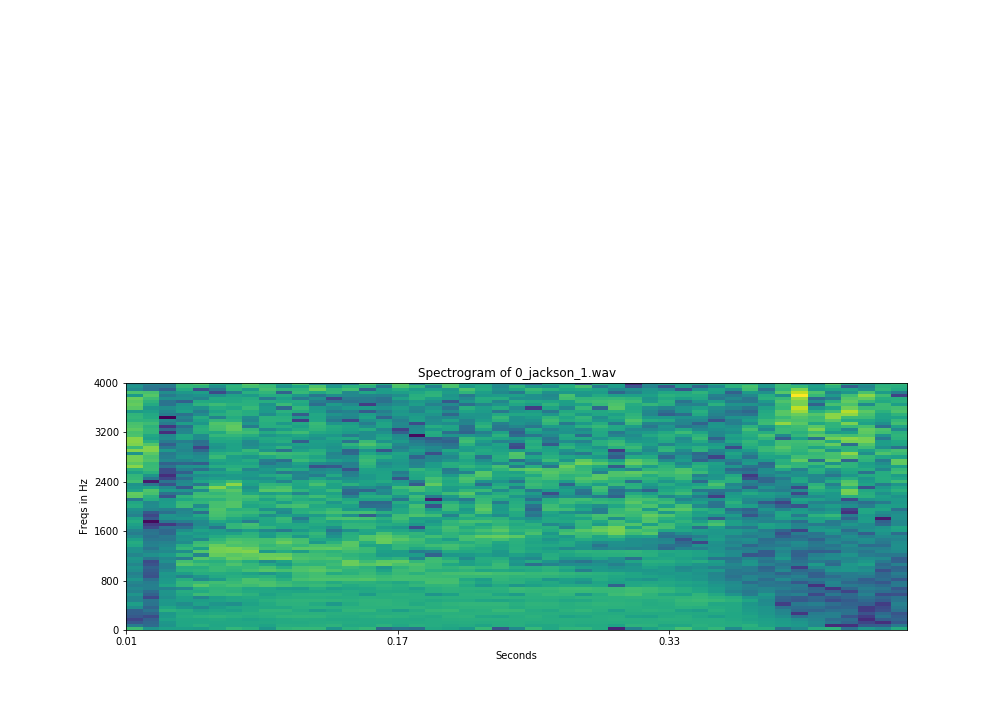 Spectrogram of 0_jackson_1.wav
4000
3200
2400
1600
800
0
Freqs in Hz
0.01 0.17 0.33
Seconds